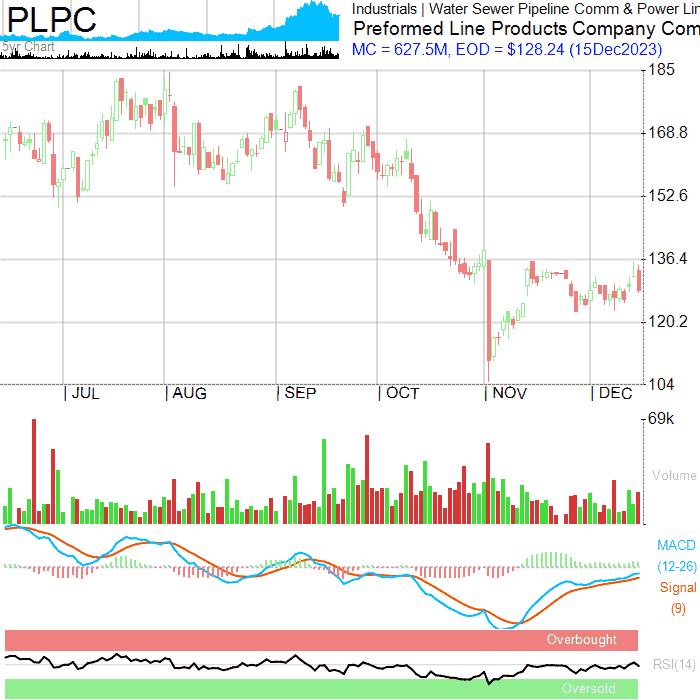 PLPC
5yr Chart
Industrials | Water Sewer Pipeline Comm & Power Lin
Preformed Line Products Company Com
MC = 627.5M, EOD = $128.24 (15Dec2023)
185
168.8
152.6
136.4
120.2
104
| JUL | AUG | SEP | OCT | NOV | DEC
69k
Volume
MACD
(12-26)
Signal
(9)
Overbought
RSI(14)
Oversold